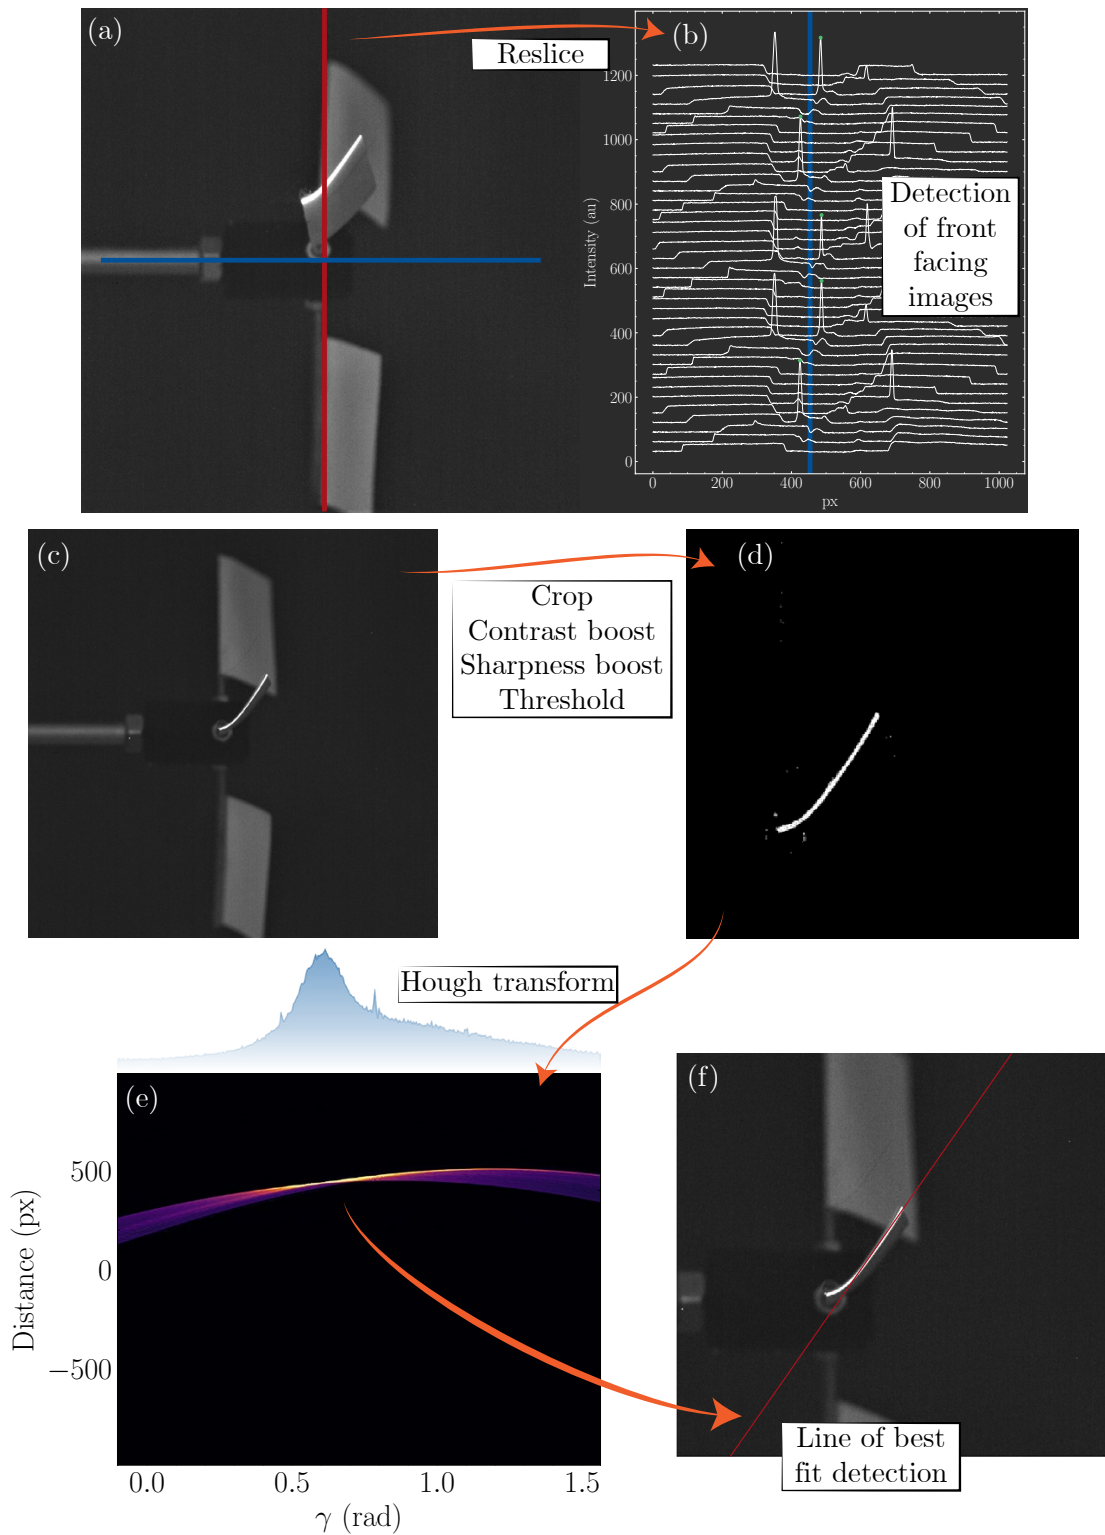 (a)
Reslice
(b)
1200
1000
800
600
400
200
0
Intensity (au)
0 200 400 600 800 1000
px
Detection
of front
facing
images
(c)
Crop
Contrast boost
Sharpness boost
Threshold
(d)
Hough transform
(e)
500
0
−500
Distance (px)
0.0 0.5 1.0 1.5
γ (rad)
(f)
Line of best
fit detection